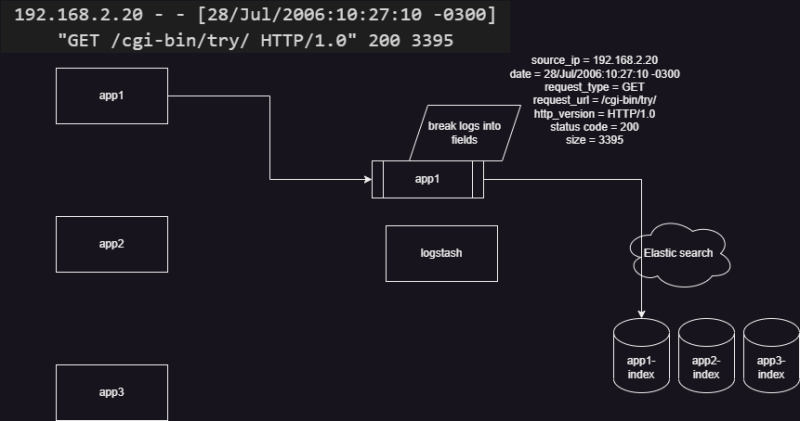 192.168.2.20 - - [28/Jul/2006:10:27:10 -0300]
"GET /cgi-bin/try/ HTTP/1.0" 200 3395
source_ip = 192.168.2.20
date = 28/Jul/2006:10:27:10 -0300
request_type = GET
request_url = /cgi-bin/try/
http_version = HTTP/1.0
status code = 200
size = 3395
app1
break logs into
fields
app1
app2
logstash
Elastic search
app1-
index
app2-
index
app3-
index
app3